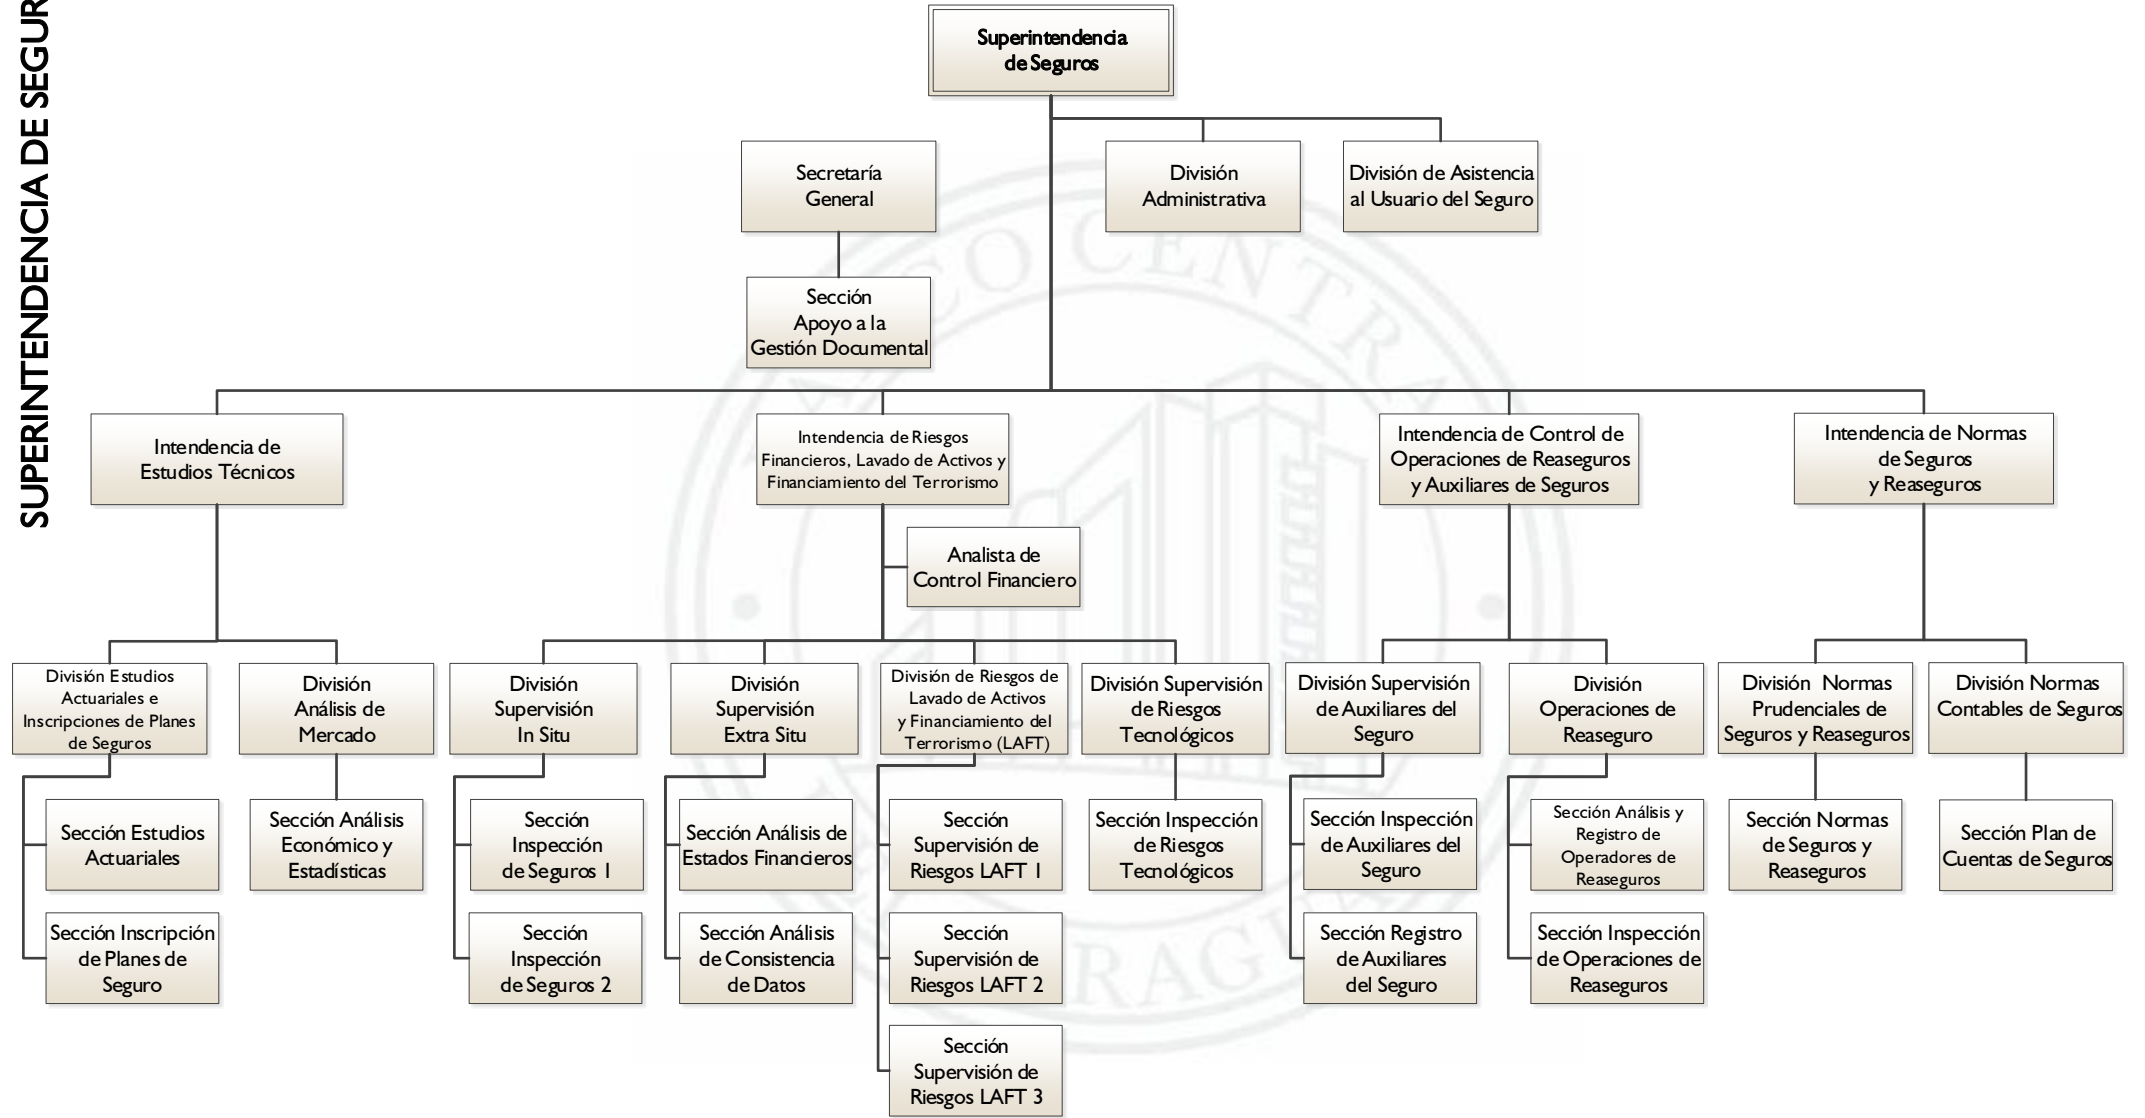 SUPERINTENDENCIA DE SEGUR
Superintendencia
de Seguros
Secretaría
General
División
Administrativa
División de Asistencia
al Usuario del Seguro
Sección
Apoyo a la
Gestión Documental
Intendencia de
Estudios Técnicos
Intendencia de Riesgos
Financieros, Lavado de Activos y
Financiamiento del Terrorismo
Intendencia de Control de
Operaciones de Reaseguros
y Auxiliares de Seguros
Intendencia de Normas
de Seguros
y Reaseguros
Analista de
Control Financiero
División Estudios
Actuariales e
Inscripciones de Planes
de Seguros
División
Análisis de
Mercado
División
Supervisión
In Situ
División
Supervisión
Extra Situ
División de Riesgos de
Lavado de Activos
y Financiamiento del
Terrorismo (LAFT)
División Supervisión
de Riesgos
Tecnológicos
División Supervisión
de Auxiliares del
Seguro
División
Operaciones de
Reaseguro
División Normas
Prudenciales de
Seguros y Reaseguros
División Normas
Contables de Seguros
Sección Estudios
Actuariales
Sección Análisis
Económico y
Estadísticas
Sección
Inspección
de Seguros 1
Sección Análisis de
Estados Financieros
Sección
Supervisión de
Riesgos LAFT 1
Sección Inspección
de Riesgos
Tecnológicos
Sección Inspección
de Auxiliares del
Seguro
Sección Análisis y
Registro de
Operadores de
Reaseguros
Sección Normas
de Seguros y
Reaseguros
Sección Plan de
Cuentas de Seguros
Sección Inscripción
de Planes de
Seguro
Sección
Inspección
de Seguros 2
Sección Análisis
de Consistencia
de Datos
Sección
Supervisión de
Riesgos LAFT 2
Sección Registro
de Auxiliares
del Seguro
Sección Inspección
de Operaciones de
Reaseguros
Sección
Supervisión de
Riesgos LAFT 3